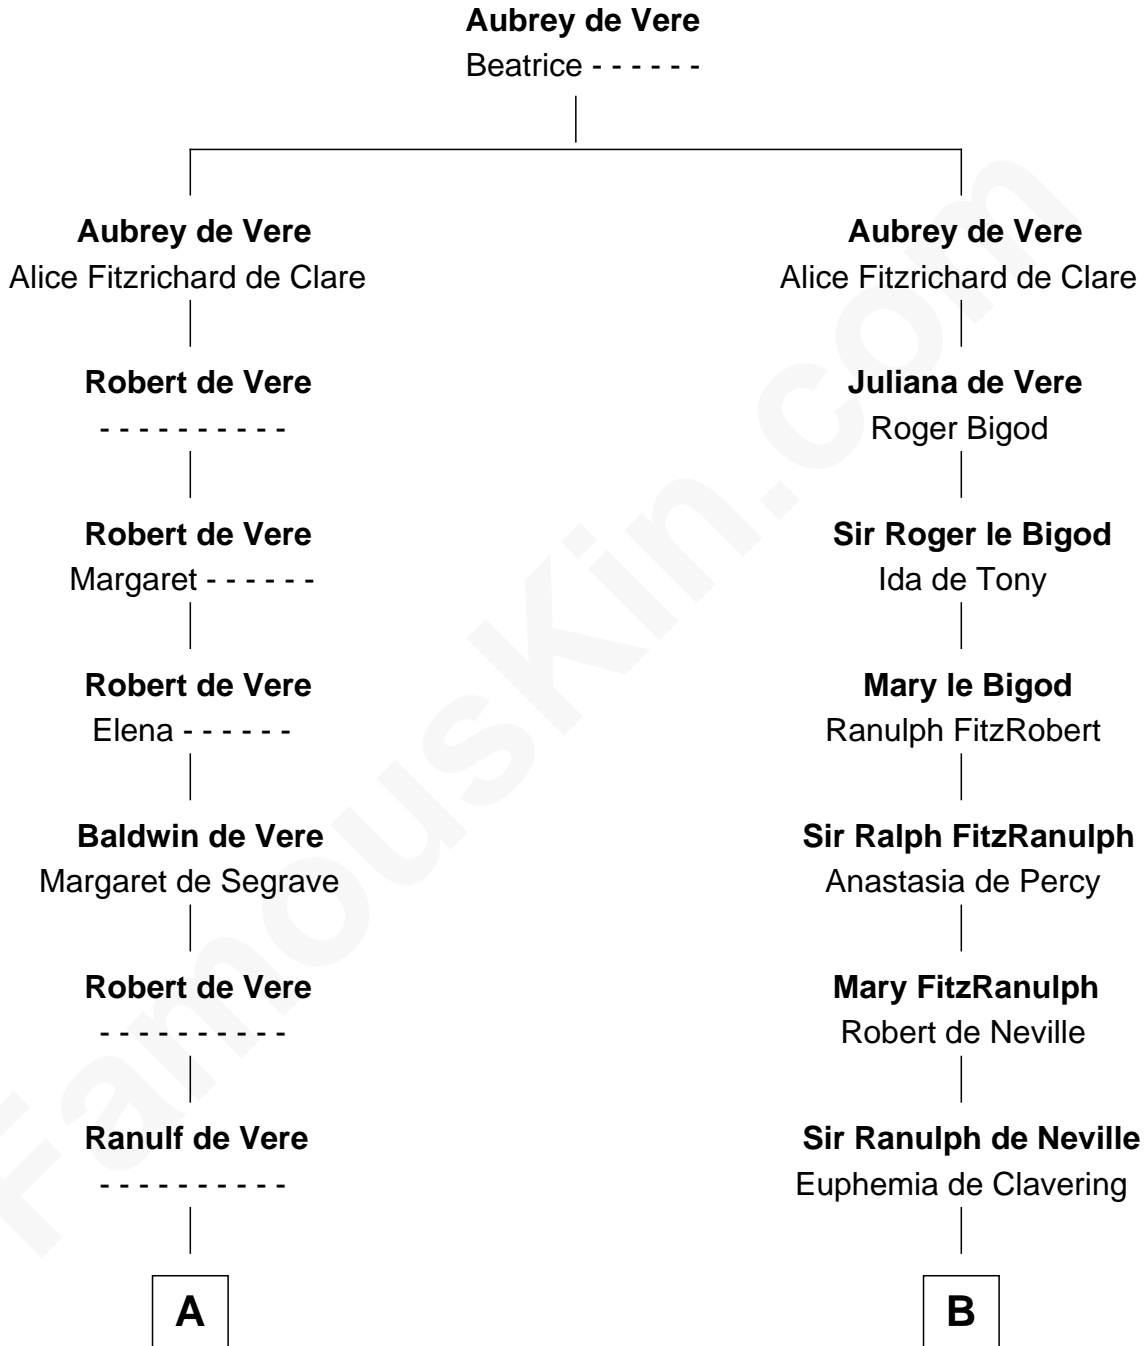 Aubrey de Vere
Beatrice - - - - - -
Aubrey de Vere
Alice Fitzrichard de Clare
Robert de Vere
- - - - - - - - - -
Robert de Vere
Margaret - - - - - -
Robert de Vere
Elena - - - - - -
Baldwin de Vere
Margaret de Segrave
Robert de Vere
- - - - - - - - - -
Ranulf de Vere
- - - - - - - - - -
A
Aubrey de Vere
Alice Fitzrichard de Clare
Juliana de Vere
Roger Bigod
Sir Roger le Bigod
Ida de Tony
Mary le Bigod
Ranulph FitzRobert
Sir Ralph FitzRanulph
Anastasia de Percy
Mary FitzRanulph
Robert de Neville
Sir Ranulph de Neville
Euphemia de Clavering
B
FamousKin.com